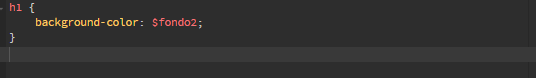 h1 {
    background-color: $fondo2;
}